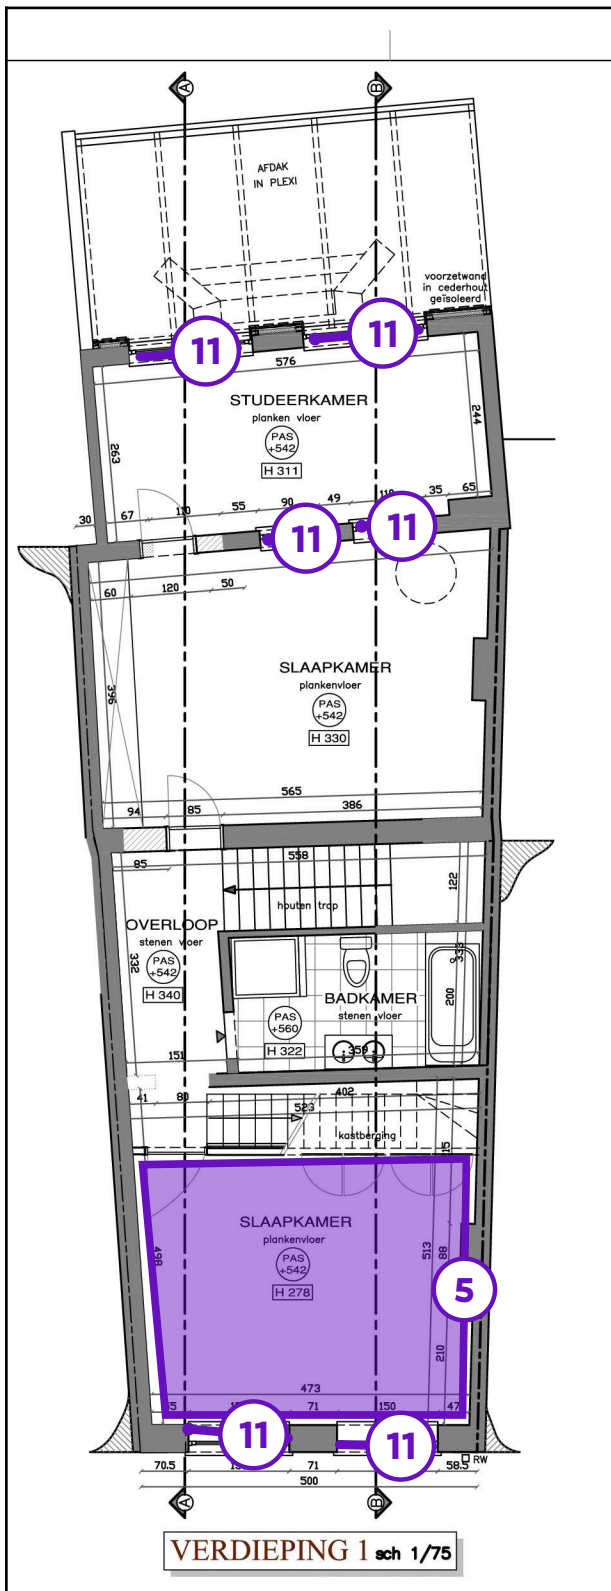 A B
AFDAK
IN PLEXI
voorzetwand
in cederhout
geïsoleerd
11 11
576
STUDEERKAMER
planken vloer
PAS
+542
H 311
263
244
30 67 110 55 90 49 110 35 65
11 11
60 120 50
SLAAPKAMER
plankenvloer
PAS
+542
H 330
396
565
94 85 386
85 558
122
houten trap
OVERLOOP
stenen vloer
PAS
+542
H 340
332
333
BADKAMER
stenen vloer
PAS
+560
H 322
200
359
151
41 80 402
523
kastberging
SLAAPKAMER
plankenvloer
PAS
+542
H 278
498
513 88
5
210
473
71 150 47
11 11
RW
70.5 71 58.5
500
A B
VERDIEPING 1 sch 1/75